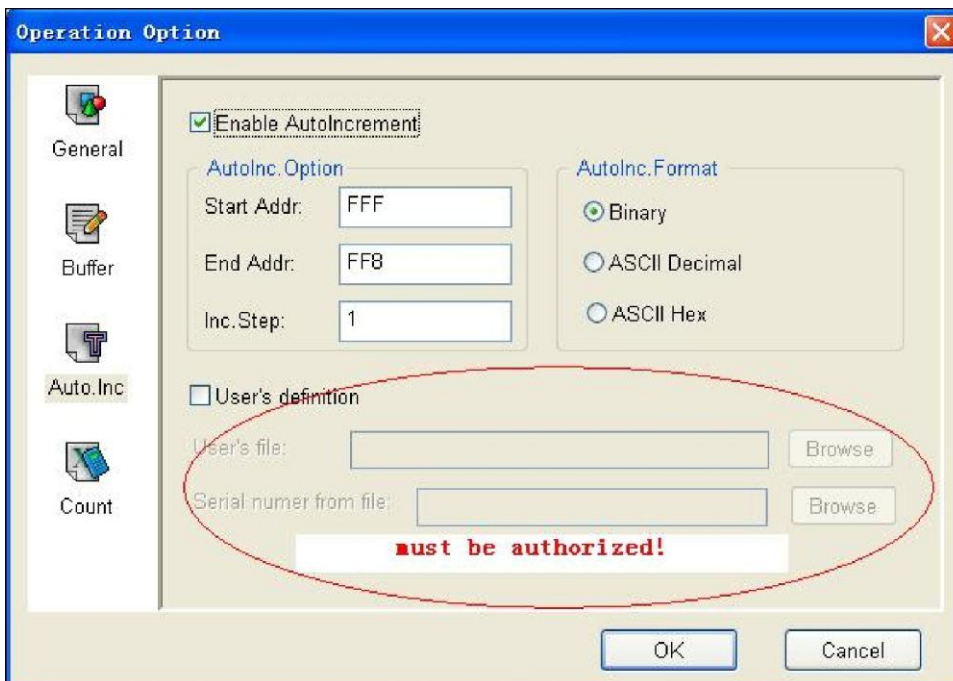 Operation Option
General
Buffer
Auto.Inc
Count
Enable AutoIncrement
AutoInc.Option
Start Addr: FFF
End Addr: FF8
Inc.Step: 1
AutoInc.Format
Binary
ASCII Decimal
ASCII Hex
User's definition
User's file: Browse
Serial numer from file: Browse
must be authorized!
OK Cancel